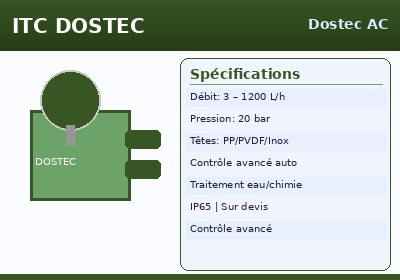 ITC DOSTEC
Dostec AC
DOSTEC
Spécifications
Débit: 3 – 1200 L/h
Pression: 20 bar
Têtes: PP/PVDF/Inox
Contrôle avancé auto
Traitement eau/chimie
IP65 | Sur devis
Contrôle avancé